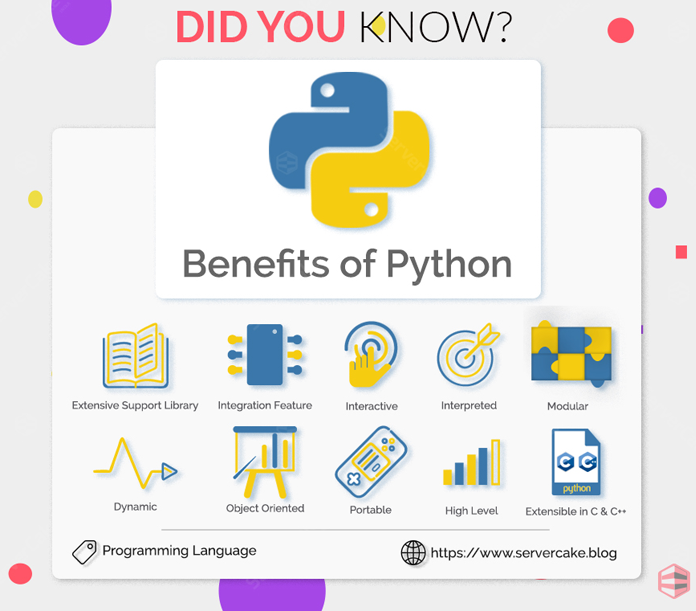 DID YOU KNOW?
Benefits of Python
Extensive Support Library
Integration Feature
Interactive
Interpreted
Modular
Dynamic
Object Oriented
Portable
High Level
C C++
python
Extensible in C & C++
Programming Language
https://www.servercake.blog